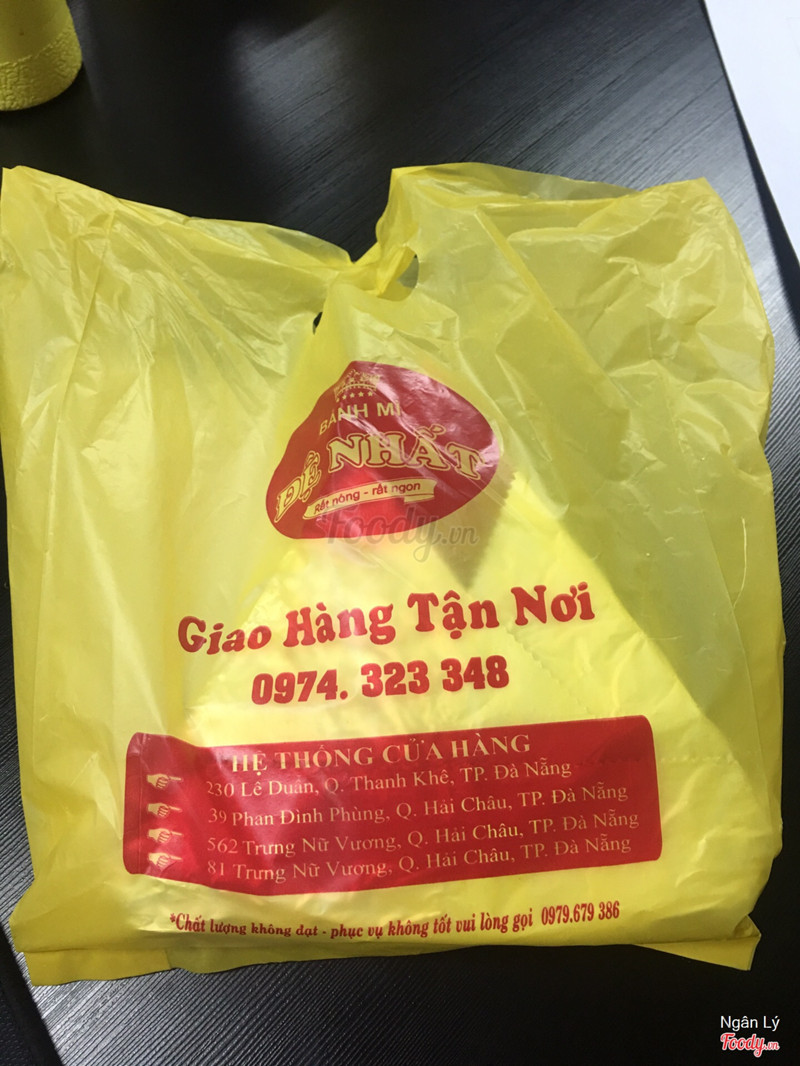 BÁNH MÌ
ĐỆ NHẤT
Rất nóng - rất ngon
Foody.vn
Giao Hàng Tận Nơi
0974. 323 348
HỆ THỐNG CỬA HÀNG
230 Lê Duẩn, Q. Thanh Khê, TP. Đà Nẵng
39 Phan Đình Phùng, Q. Hải Châu, TP. Đà Nẵng
562 Trưng Nữ Vương, Q. Hải Châu, TP. Đà Nẵng
81 Trưng Nữ Vương, Q. Hải Châu, TP. Đà Nẵng
*Chất lượng không đạt - phục vụ không tốt vui lòng gọi 0979.679 386
Ngân Lý
Foody.vn